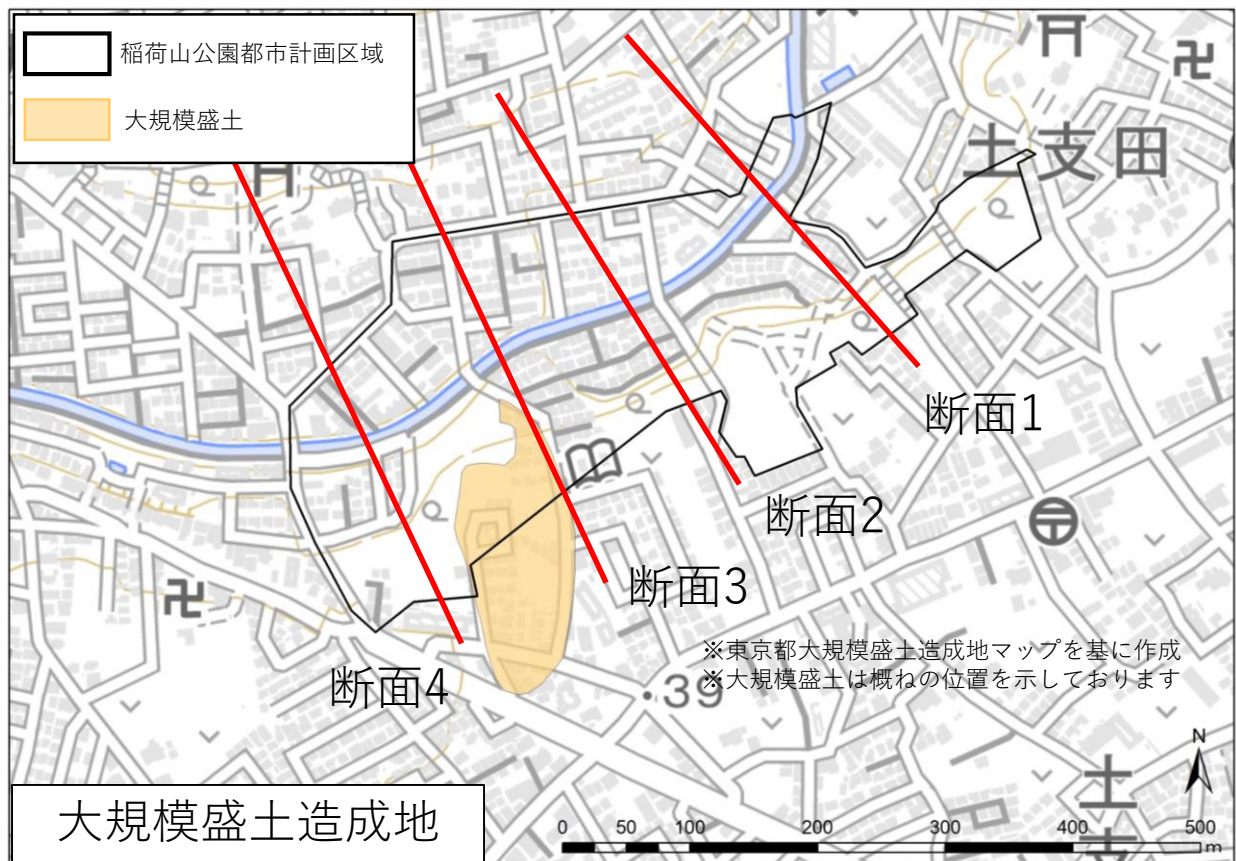 稲荷山公園都市計画区域
大規模盛土
土支田
断面1
断面2
断面3
断面4
※東京都大規模盛土造成地マップを基に作成
※大規模盛土は概ねの位置を示しております
・39
土
支
N
大規模盛土造成地
0 50 100 200 300 400 500
m